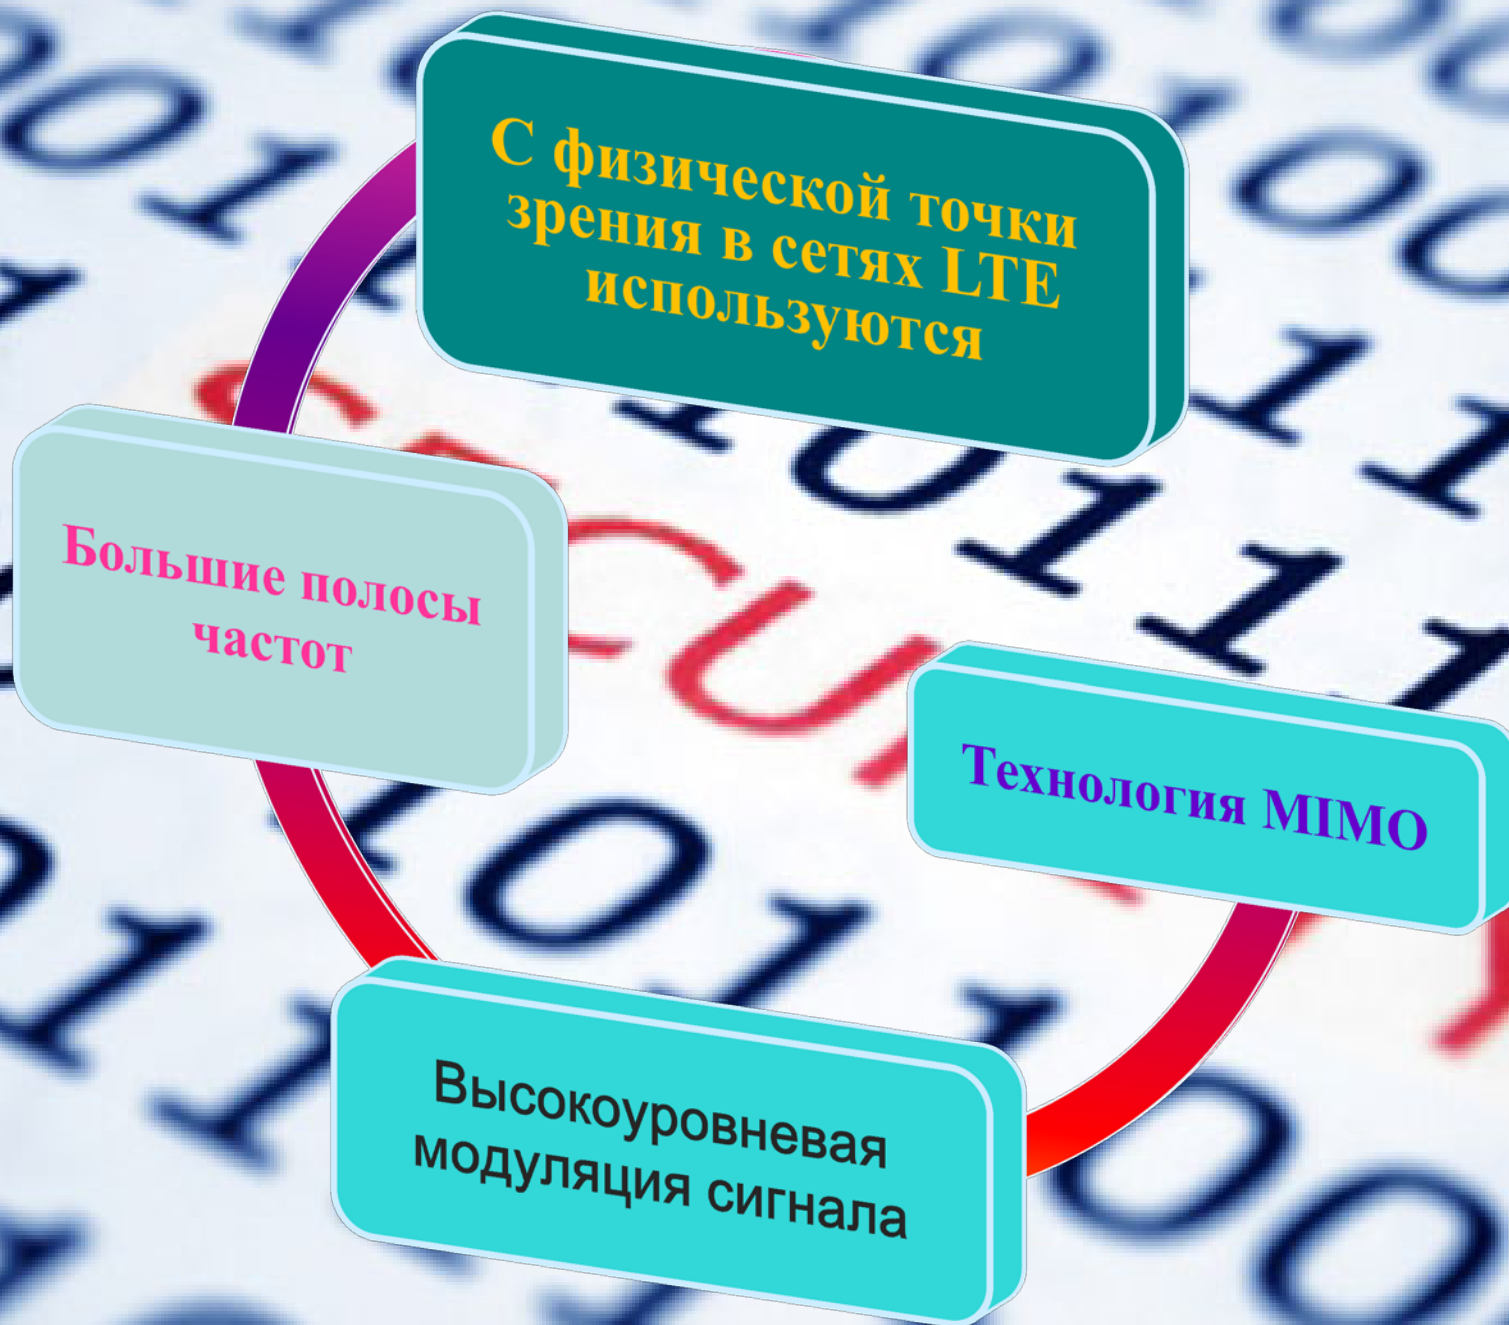 С физической точки
зрения в сетях LTE
используются
Большие полосы
частот
Технология MIMO
Высокоуровневая
модуляция сигнала